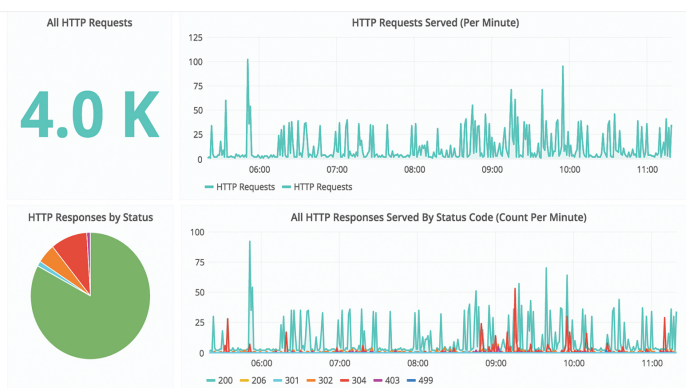 All HTTP Requests
4.0 K
HTTP Requests Served (Per Minute)
125
100
75
50
25
0
06:00 07:00 08:00 09:00 10:00 11:00
HTTP Requests HTTP Requests
HTTP Responses by Status
All HTTP Responses Served By Status Code (Count Per Minute)
100
75
50
25
0
06:00 07:00 08:00 09:00 10:00 11:00
200 206 301 302 304 403 499